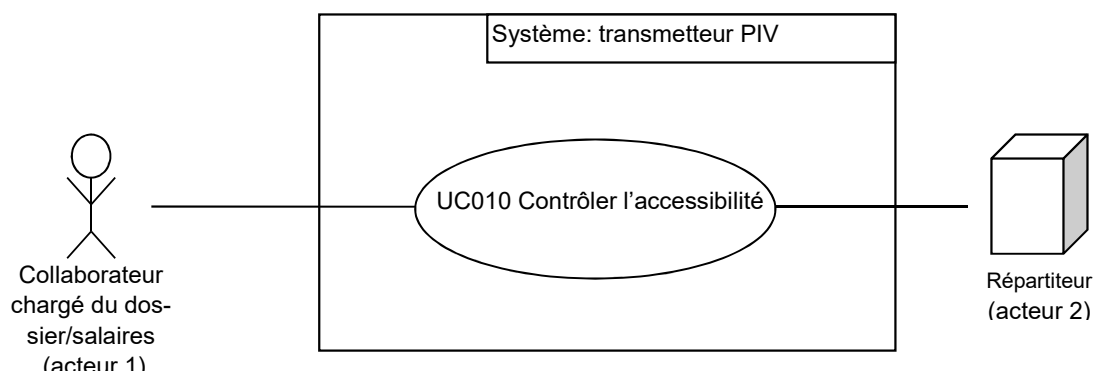 Système: transmetteur PIV
UC010 Contrôler l’accessibilité
Collaborateur
chargé du dos-
sier/salaires
(acteur 1)
Répartiteur
(acteur 2)